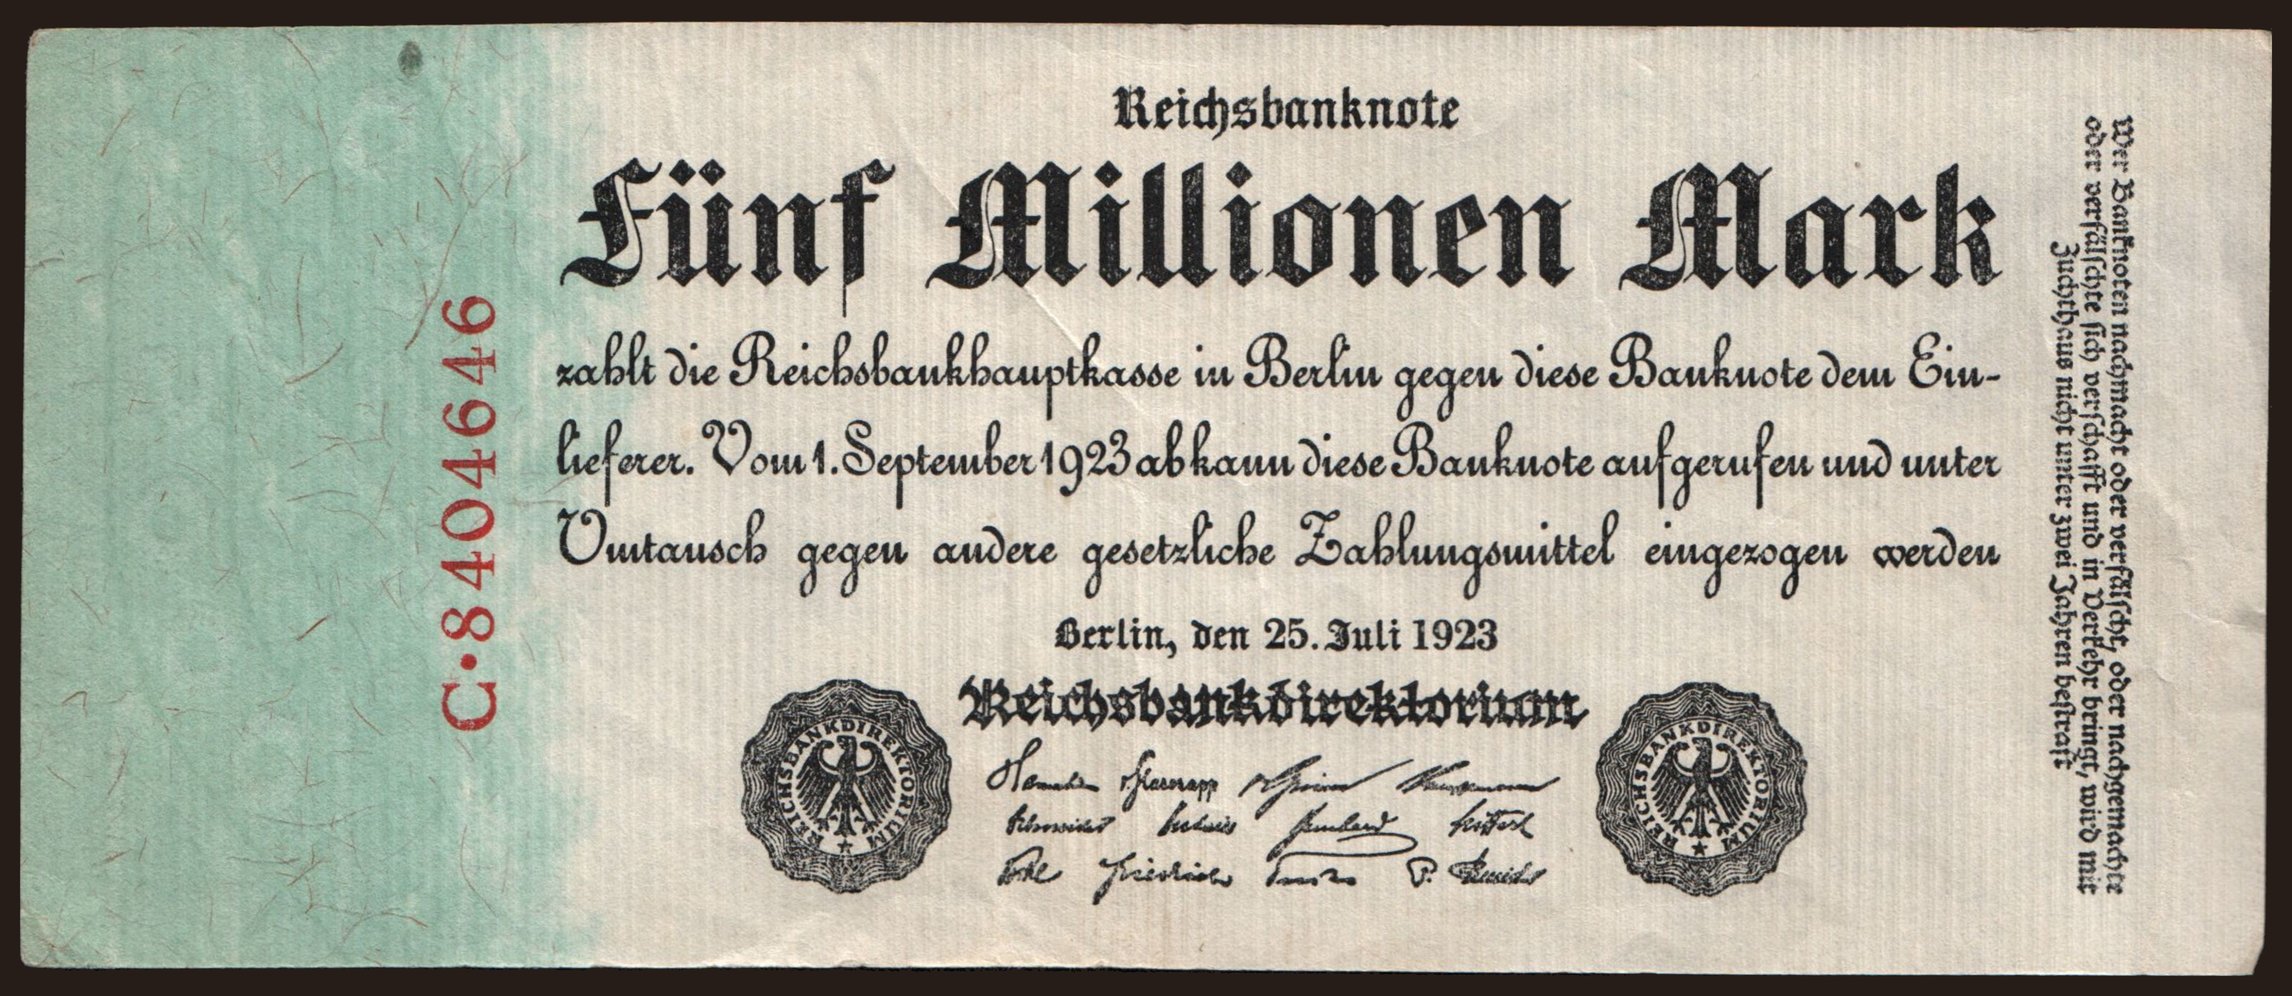 Reichsbanknote
Fünf Millionen Mark
zahlt die Reichsbankhauptkasse in Berlin gegen diese Banknote dem Ein-
lieferer. Vom 1. September 1923 ab kann diese Banknote aufgerufen und unter
Umtausch gegen andere gesetzliche Zahlungsmittel eingezogen werden
Berlin, den 25. Juli 1923
Reichsbankdirektorium
REICHSBANKDIREKTORIUM
REICHSBANKDIREKTORIUM
C·8404646
Wer Banknoten nachmacht oder verfälscht, oder nachgemachte
oder verfälschte sich verschafft und in Verkehr bringt, wird mit
Zuchthaus nicht unter zwei Jahren bestraft